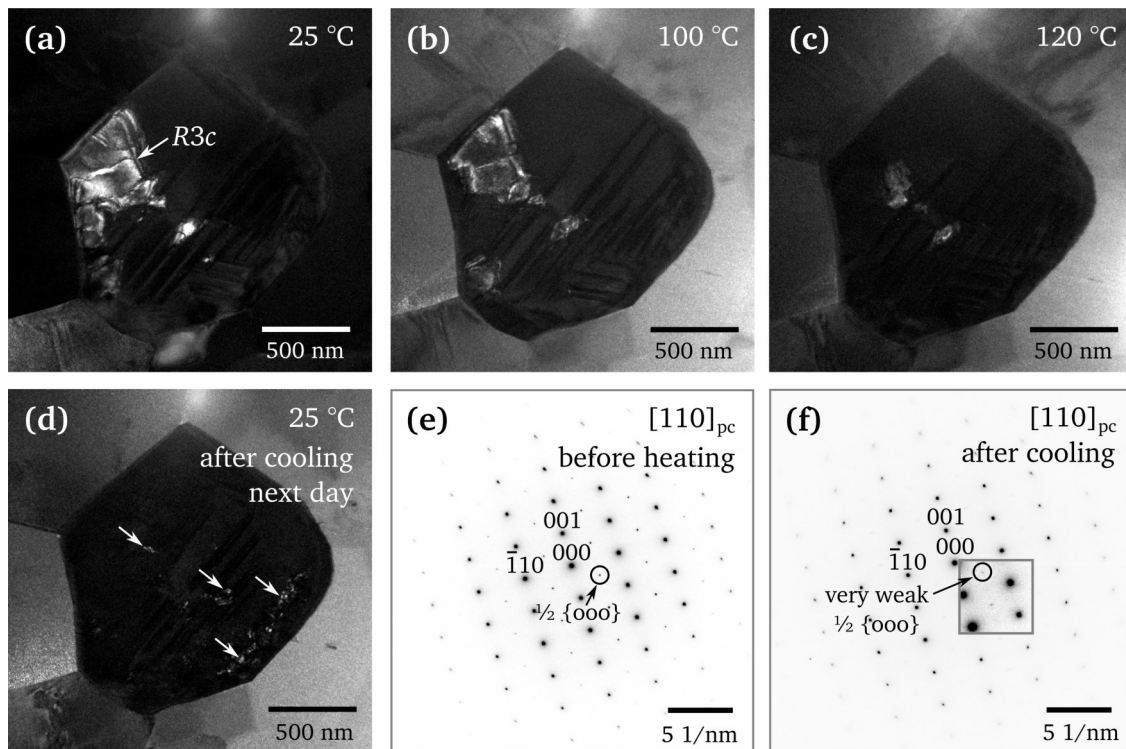 (a)
25 °C
R3c
500 nm
(b)
100 °C
500 nm
(c)
120 °C
500 nm
(d)
25 °C
after cooling
next day
500 nm
(e)
[110]pc
before heating
001
000
1̅10
½ {ooo}
5 1/nm
(f)
[110]pc
after cooling
001
000
1̅10
very weak
½ {ooo}
5 1/nm